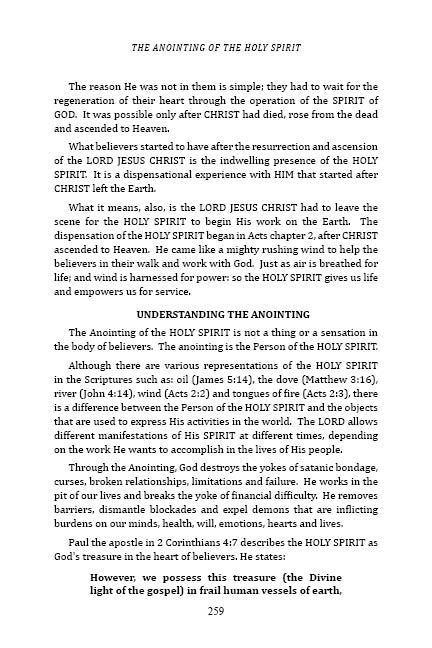 THE ANOINTING OF THE HOLY SPIRIT
The reason He was not in them is simple; they had to wait for the
regeneration of their heart through the operation of the SPIRIT of
GOD. It was possible only after CHRIST had died, rose from the dead
and ascended to Heaven.
What believers started to have after the resurrection and ascension
of the LORD JESUS CHRIST is the indwelling presence of the HOLY
SPIRIT. It is a dispensational experience with HIM that started after
CHRIST left the Earth.
What it means, also, is the LORD JESUS CHRIST had to leave the
scene for the HOLY SPIRIT to begin His work on the Earth. The
dispensation of the HOLY SPIRIT began in Acts chapter 2, after CHRIST
ascended to Heaven. He came like a mighty rushing wind to help the
believers in their walk and work with God. Just as air is breathed for
life; and wind is harnessed for power: so the HOLY SPIRIT gives us life
and empowers us for service.
UNDERSTANDING THE ANOINTING
The Anointing of the HOLY SPIRIT is not a thing or a sensation in
the body of believers. The anointing is the Person of the HOLY SPIRIT.
Although there are various representations of the HOLY SPIRIT
in the Scriptures such as: oil (James 5:14), the dove (Matthew 3:16),
river (John 4:14), wind (Acts 2:2) and tongues of fire (Acts 2:3), there
is a difference between the Person of the HOLY SPIRIT and the objects
that are used to express His activities in the world. The LORD allows
different manifestations of His SPIRIT at different times, depending
on the work He wants to accomplish in the lives of His people.
Through the Anointing, God destroys the yokes of satanic bondage,
curses, broken relationships, limitations and failure. He works in the
pit of our lives and breaks the yoke of financial difficulty. He removes
barriers, dismantle blockades and expel demons that are inflicting
burdens on our minds, health, will, emotions, hearts and lives.
Paul the apostle in 2 Corinthians 4:7 describes the HOLY SPIRIT as
God's treasure in the heart of believers. He states:
However, we possess this treasure (the Divine
light of the gospel) in frail human vessels of earth,
259